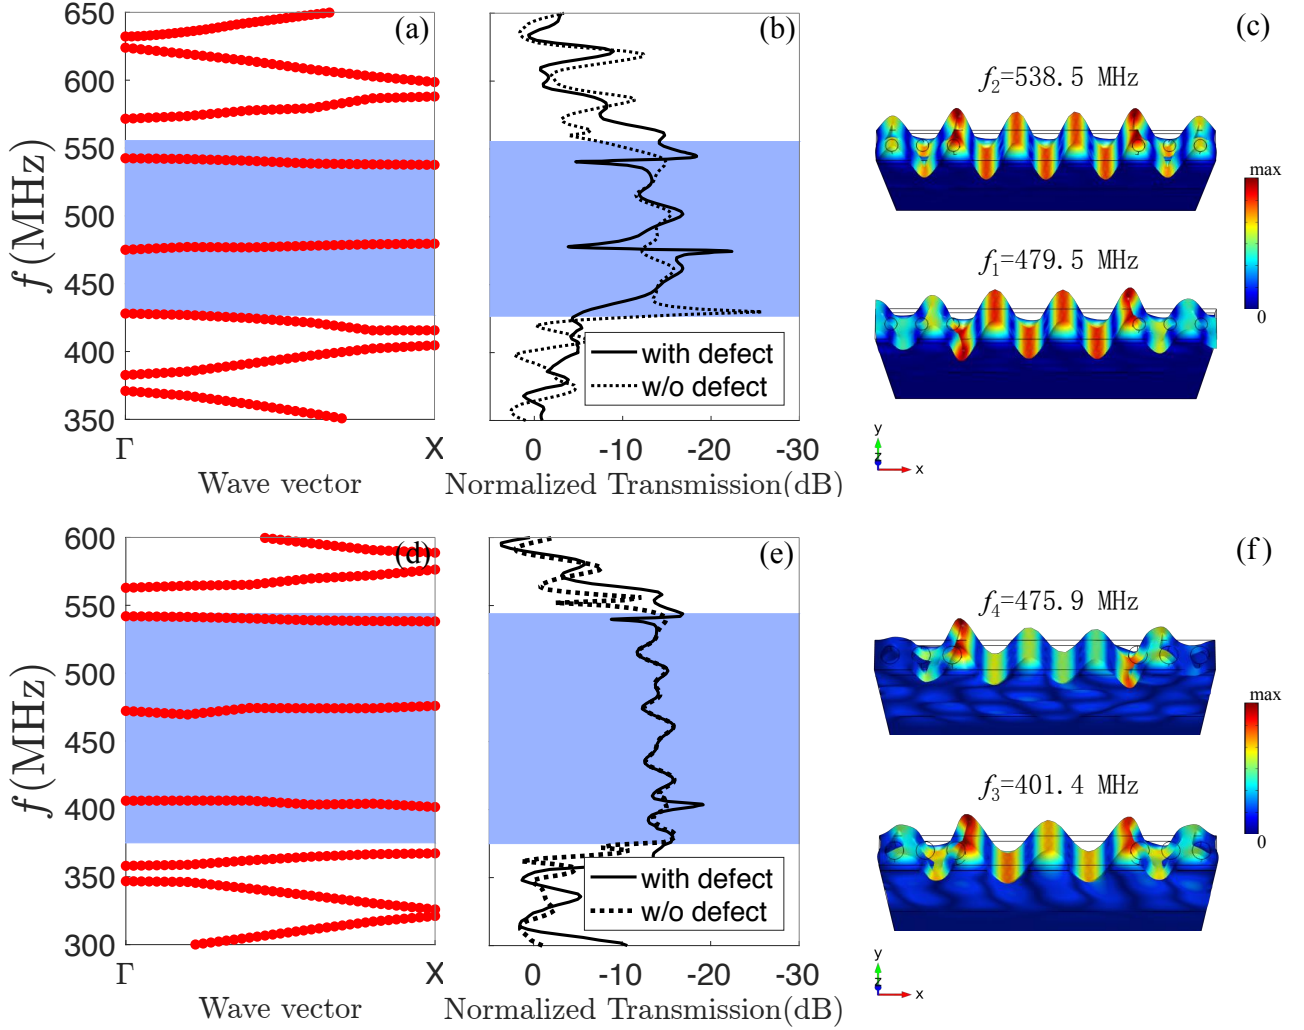 (a)
650
600
550
500
450
400
350
f (MHz)
Γ
X
Wave vector
(b)
with defect
w/o defect
0
-10
-20
-30
Normalized Transmission(dB)
(c)
f2=538.5 MHz
f1=479.5 MHz
max
0
y
z
x
(d)
600
550
500
450
400
350
300
f (MHz)
Γ
X
Wave vector
(e)
with defect
w/o defect
0
-10
-20
-30
Normalized Transmission(dB)
(f)
f4=475.9 MHz
f3=401.4 MHz
max
0
y
z
x